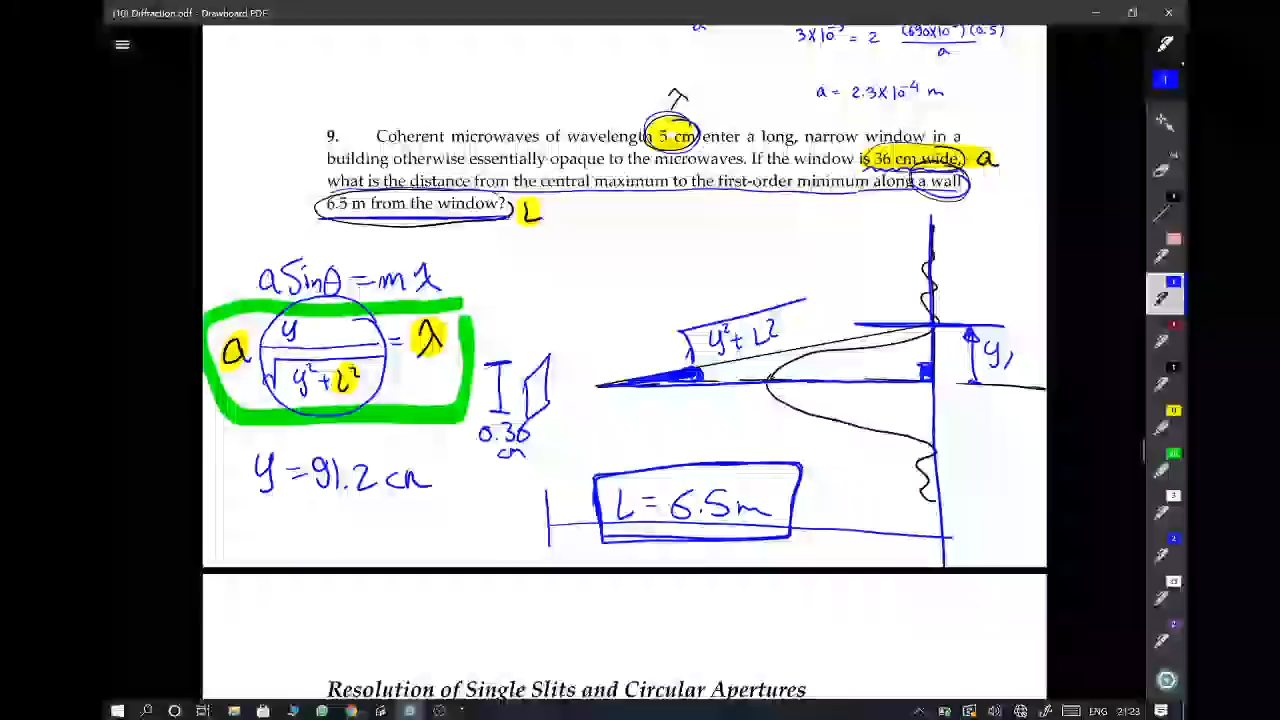 (10) Diffraction.pdf - Drawboard PDF
3×10⁻³ = 2 (690×10⁻⁹)(0.5)
a
a
a = 2.3×10⁻⁴ m
λ
9. Coherent microwaves of wavelength 5 cm enter a long, narrow window in a
building otherwise essentially opaque to the microwaves. If the window is 36 cm wide, a
what is the distance from the central maximum to the first-order minimum along a wall
6.5 m from the window? L
a Sinθ = mλ
a y = λ
√y²+L²
√y²+L²
y₁
0.36
cm
y = 91.2 cm
L = 6.5m
Resolution of Single Slits and Circular Apertures
ENG 21:23